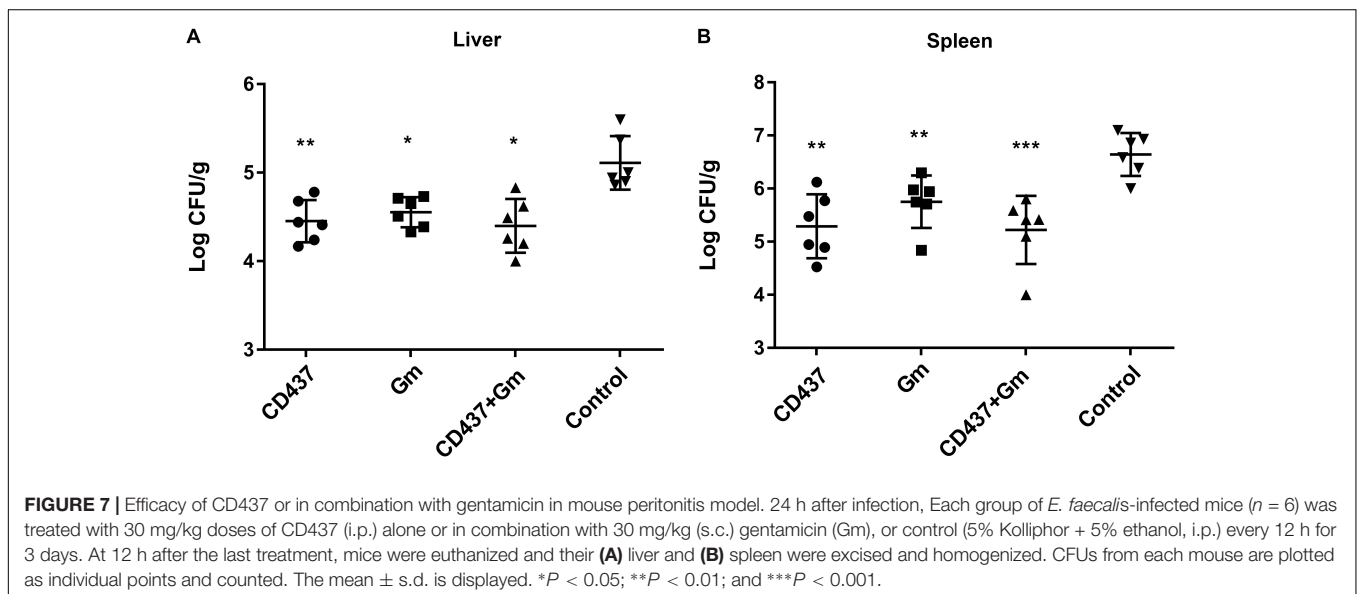 A
Liver
Log CFU/g
6
5
4
3
**
*
*
CD437
Gm
CD437+Gm
Control
B
Spleen
Log CFU/g
8
7
6
5
4
3
**
**
***
CD437
Gm
CD437+Gm
Control
FIGURE 7 | Efficacy of CD437 or in combination with gentamicin in mouse peritonitis model. 24 h after infection, Each group of E. faecalis-infected mice (n = 6) was
treated with 30 mg/kg doses of CD437 (i.p.) alone or in combination with 30 mg/kg (s.c.) gentamicin (Gm), or control (5% Kolliphor + 5% ethanol, i.p.) every 12 h for
3 days. At 12 h after the last treatment, mice were euthanized and their (A) liver and (B) spleen were excised and homogenized. CFUs from each mouse are plotted
as individual points and counted. The mean ± s.d. is displayed. *P < 0.05; **P < 0.01; and ***P < 0.001.